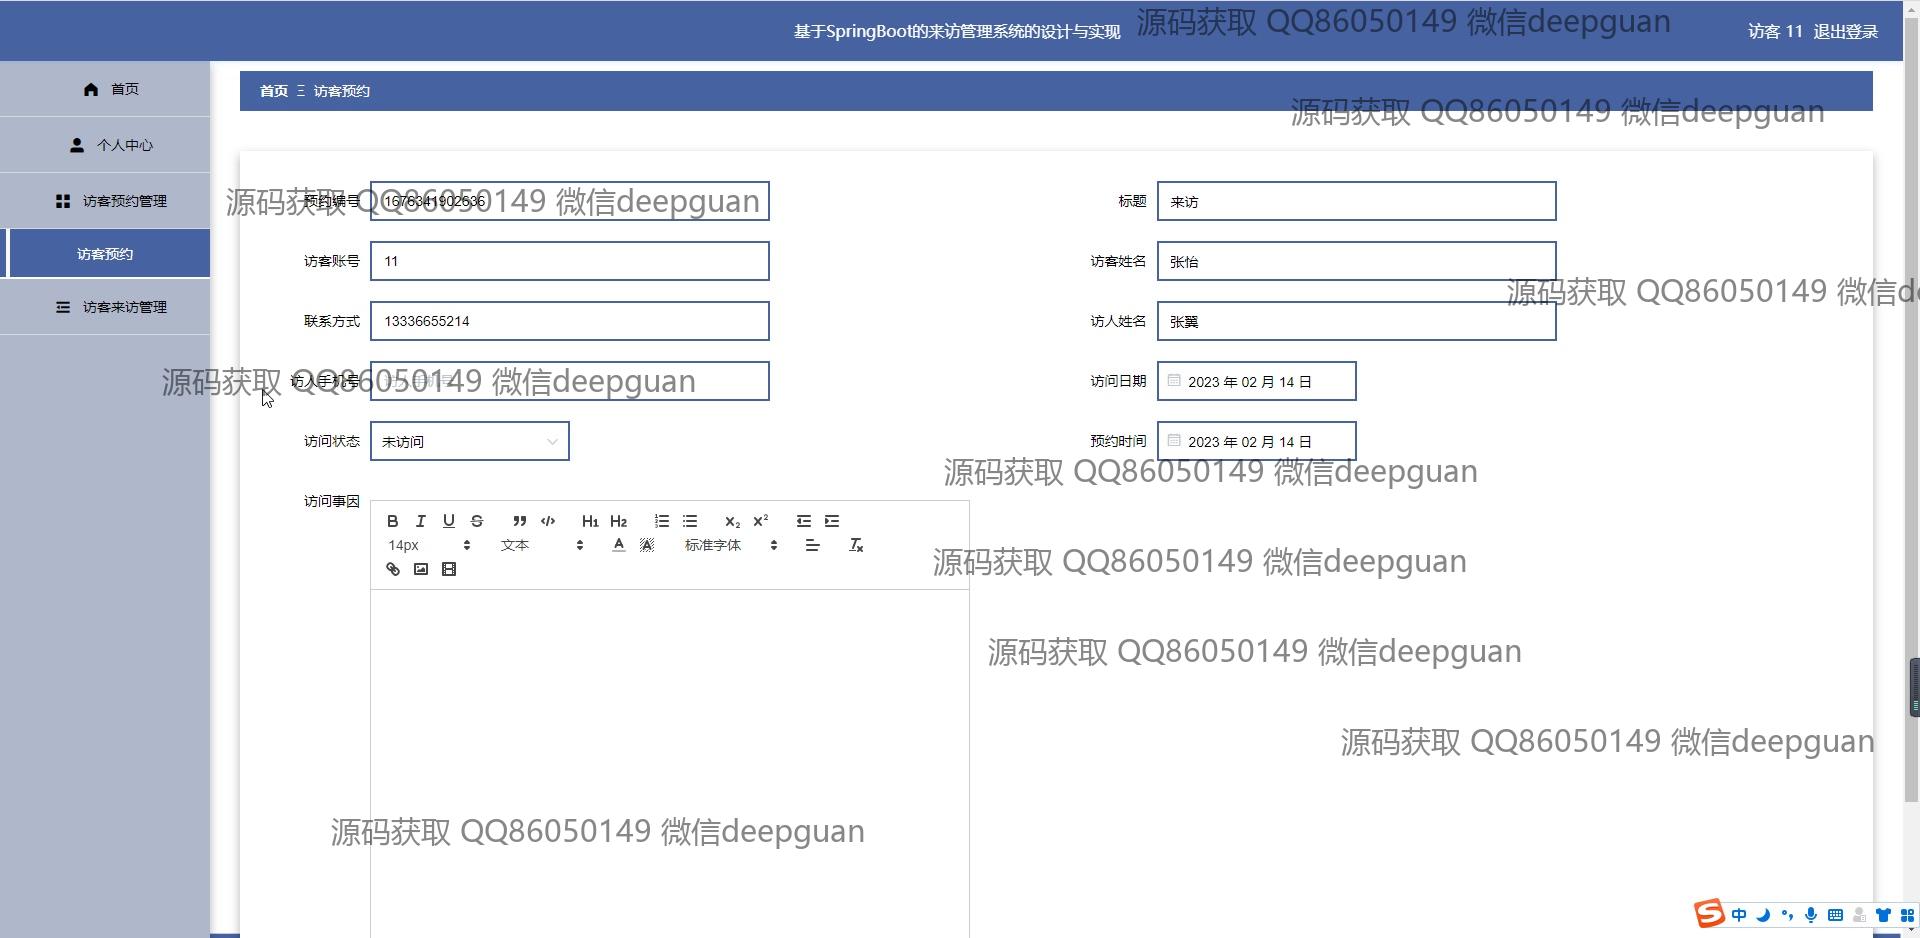 基于SpringBoot的来访管理系统的设计与实现
源码获取 QQ86050149 微信deepguan
访客 11 退出登录
首页
个人中心
访客预约管理
访客预约
访客来访管理
首页 Ξ 访客预约
源码获取 QQ86050149 微信deepguan
源码获取 QQ86050149 微信deepguan
预约编号 1676341902536
标题 来访
访客账号 11
访客姓名 张怡
源码获取 QQ86050149 微信de
联系方式 13336655214
访人姓名 张翼
源码获取 QQ86050149 微信deepguan
访人手机号
访问日期 2023 年 02 月 14 日
访问状态 未访问
预约时间 2023 年 02 月 14 日
源码获取 QQ86050149 微信deepguan
访问事因
B I U S H1 H2 X2 X2
14px 文本 A A 标准字体 Tx
源码获取 QQ86050149 微信deepguan
源码获取 QQ86050149 微信deepguan
源码获取 QQ86050149 微信deepguan
源码获取 QQ86050149 微信deepguan
S 中